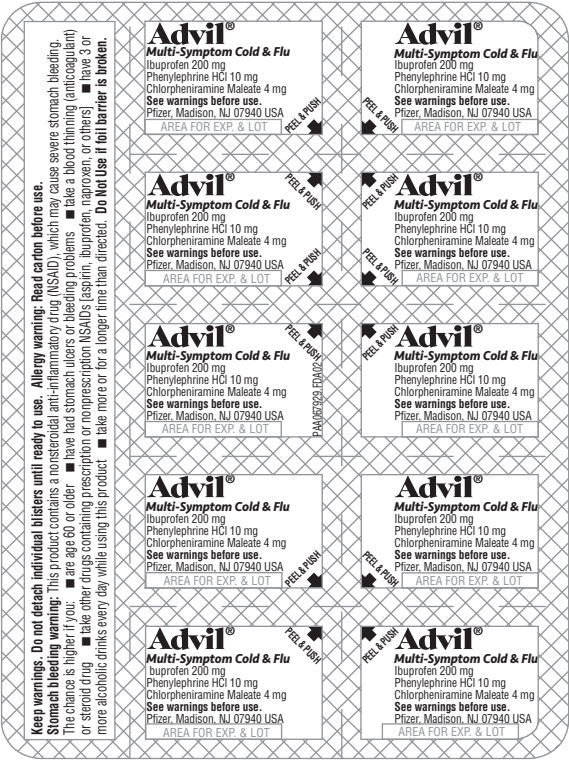 Keep warnings. Do not detach individual blisters until ready to use. Allergy warning: Read carton before use.
Stomach bleeding warning: This product contains a nonsteroidal anti-inflammatory drug (NSAID), which may cause severe stomach bleeding.
The chance is higher if you: ■ are age 60 or older ■ have had stomach ulcers or bleeding problems ■ take a blood thinning (anticoagulant)
or steroid drug ■ take other drugs containing prescription or nonprescription NSAIDs [aspirin, ibuprofen, naproxen, or others] ■ have 3 or
more alcoholic drinks every day while using this product ■ take more or for a longer time than directed. Do Not Use if foil barrier is broken.
Advil®
Multi-Symptom Cold & Flu
Ibuprofen 200 mg
Phenylephrine HCl 10 mg
Chlorpheniramine Maleate 4 mg
See warnings before use.
Pfizer, Madison, NJ 07940 USA
AREA FOR EXP. & LOT
PEEL & PUSH
Advil®
Multi-Symptom Cold & Flu
Ibuprofen 200 mg
Phenylephrine HCl 10 mg
Chlorpheniramine Maleate 4 mg
See warnings before use.
Pfizer, Madison, NJ 07940 USA
AREA FOR EXP. & LOT
PEEL & PUSH
Advil®
PEEL & PUSH
Multi-Symptom Cold & Flu
Ibuprofen 200 mg
Phenylephrine HCl 10 mg
Chlorpheniramine Maleate 4 mg
See warnings before use.
Pfizer, Madison, NJ 07940 USA
AREA FOR EXP. & LOT
PEEL & PUSH
PEEL & PUSH
Advil®
Multi-Symptom Cold & Flu
Ibuprofen 200 mg
Phenylephrine HCl 10 mg
Chlorpheniramine Maleate 4 mg
See warnings before use.
Pfizer, Madison, NJ 07940 USA
AREA FOR EXP. & LOT
PEEL & PUSH
Advil®
PEEL & PUSH
Multi-Symptom Cold & Flu
Ibuprofen 200 mg
Phenylephrine HCl 10 mg
Chlorpheniramine Maleate 4 mg
See warnings before use.
Pfizer, Madison, NJ 07940 USA
AREA FOR EXP. & LOT
PAA067929 FDA02
PEEL & PUSH
Advil®
Multi-Symptom Cold & Flu
Ibuprofen 200 mg
Phenylephrine HCl 10 mg
Chlorpheniramine Maleate 4 mg
See warnings before use.
Pfizer, Madison, NJ 07940 USA
AREA FOR EXP. & LOT
Advil®
Multi-Symptom Cold & Flu
Ibuprofen 200 mg
Phenylephrine HCl 10 mg
Chlorpheniramine Maleate 4 mg
See warnings before use.
Pfizer, Madison, NJ 07940 USA
AREA FOR EXP. & LOT
PEEL & PUSH
Advil®
Multi-Symptom Cold & Flu
Ibuprofen 200 mg
Phenylephrine HCl 10 mg
Chlorpheniramine Maleate 4 mg
See warnings before use.
Pfizer, Madison, NJ 07940 USA
AREA FOR EXP. & LOT
PEEL & PUSH
Advil®
PEEL & PUSH
Multi-Symptom Cold & Flu
buprofen 200 mg
Phenylephrine HCl 10 mg
Chlorpheniramine Maleate 4 mg
See warnings before use.
Pfizer, Madison, NJ 07940 USA
AREA FOR EXP. & LOT
PEEL & PUSH
Advil®
Multi-Symptom Cold & Flu
Ibuprofen 200 mg
Phenylephrine HCl 10 mg
Chlorpheniramine Maleate 4 mg
See warnings before use.
Pfizer, Madison, NJ 07940 USA
AREA FOR EXP. & LOT